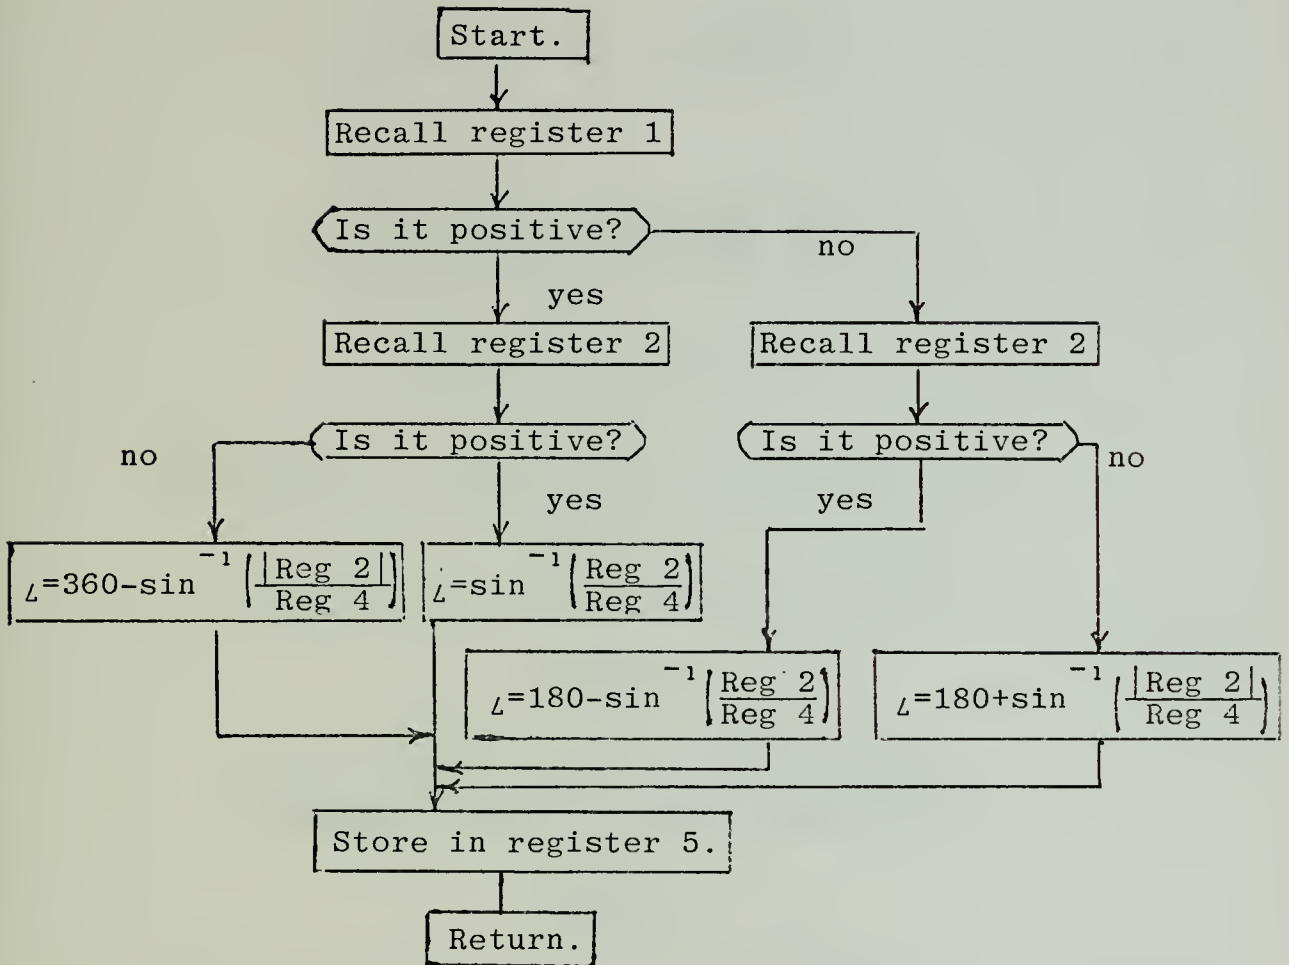 Start.
Recall register 1
Is it positive?
no
yes
Recall register 2
Recall register 2
Is it positive?
Is it positive?
no
yes
yes
no
∠=360-sin⁻¹(|Reg 2|/Reg 4)
∠=sin⁻¹(Reg 2/Reg 4)
∠=180-sin⁻¹(Reg 2/Reg 4)
∠=180+sin⁻¹(|Reg 2|/Reg 4)
Store in register 5.
Return.